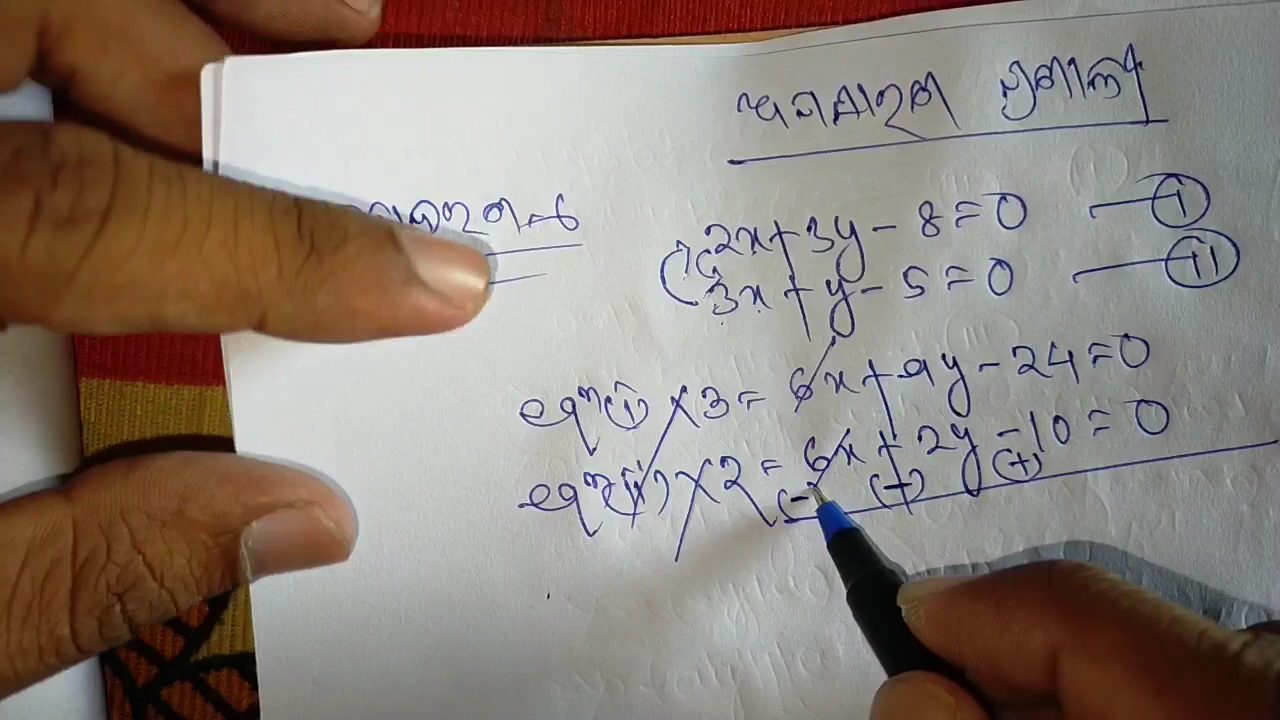 ପ୍ରଣାଳୀ
2x+3y-8=0 — (i)
3x+y-5=0 — (ii)
eqn(i) × 3 = 6x+9y-24=0
eqn(ii) × 2 = 6x+2y-10=0
(-) (+) (+)